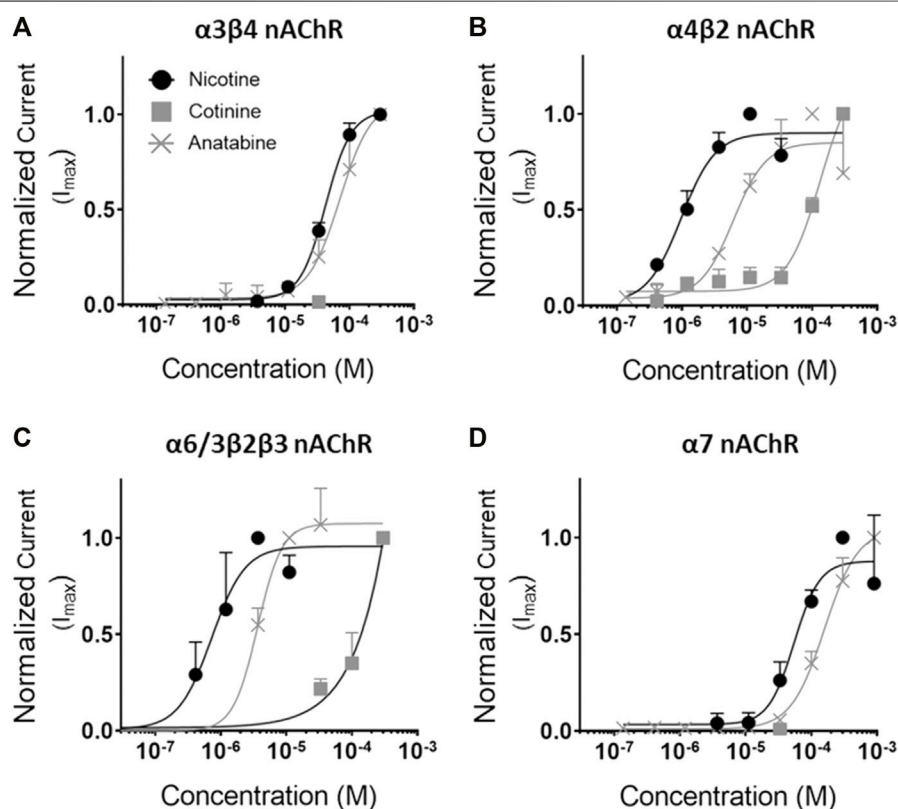 A
α3β4 nAChR
Nicotine
Cotinine
Anatabine
Normalized Current
(Imax)
1.0
0.5
0.0
10-7 10-6 10-5 10-4 10-3
Concentration (M)
B
α4β2 nAChR
Normalized Current
(Imax)
1.0
0.5
0.0
10-7 10-6 10-5 10-4 10-3
Concentration (M)
C
α6/3β2β3 nAChR
Normalized Current
(Imax)
1.0
0.5
0.0
10-7 10-6 10-5 10-4 10-3
Concentration (M)
D
α7 nAChR
Normalized Current
(Imax)
1.0
0.5
0.0
10-7 10-6 10-5 10-4 10-3
Concentration (M)